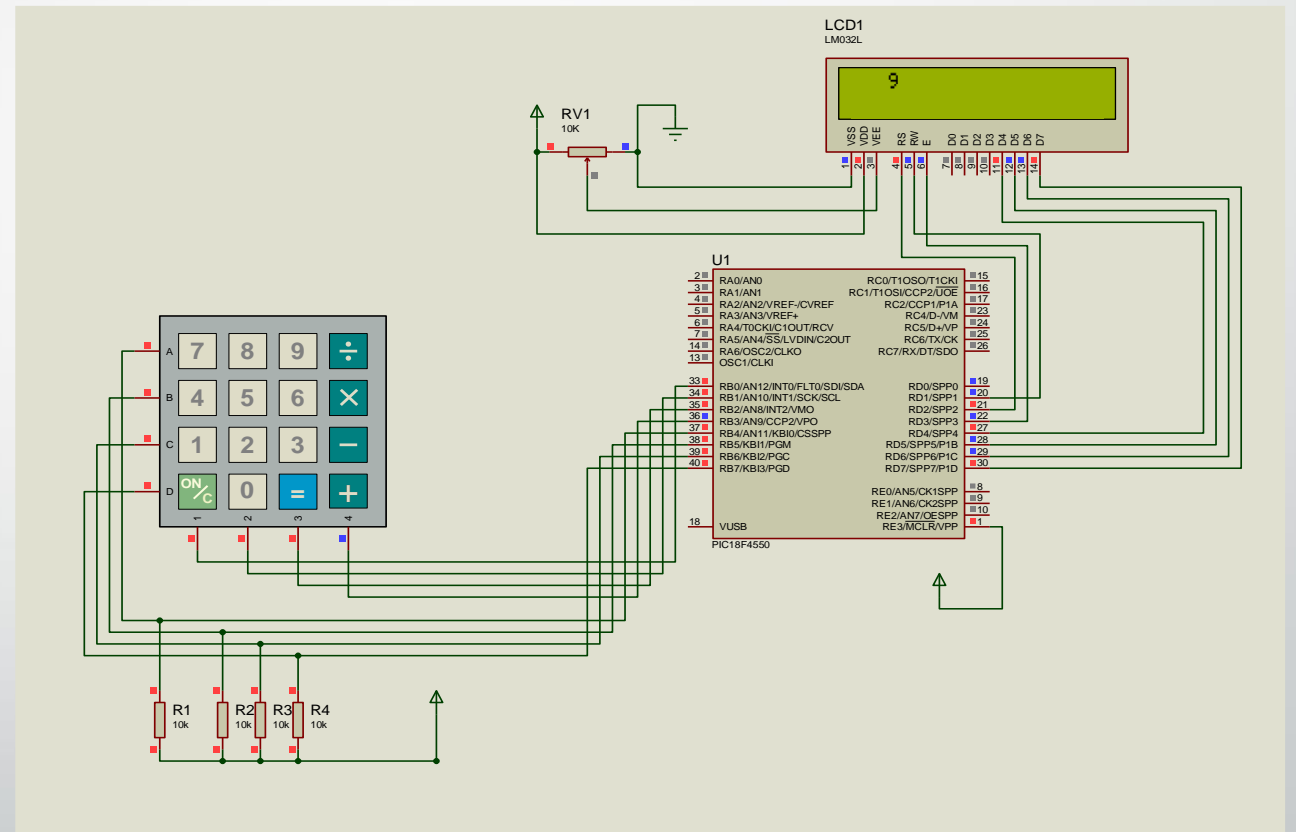 LCD1
LM032L
9
VSS
VDD
VEE
RS
RW
E
D0
D1
D2
D3
D4
D5
D6
D7
1
2
3
4
5
6
7
8
9
10
11
12
13
14
RV1
10K
U1
2 RA0/AN0
3 RA1/AN1
4 RA2/AN2/VREF-/CVREF
5 RA3/AN3/VREF+
6 RA4/T0CKI/C1OUT/RCV
7 RA5/AN4/SS/LVDIN/C2OUT
14 RA6/OSC2/CLKO
13 OSC1/CLKI
33 RB0/AN12/INT0/FLT0/SDI/SDA
34 RB1/AN10/INT1/SCK/SCL
35 RB2/AN8/INT2/VMO
36 RB3/AN9/CCP2/VPO
37 RB4/AN11/KBI0/CSSPP
38 RB5/KBI1/PGM
39 RB6/KBI2/PGC
40 RB7/KBI3/PGD
18 VUSB
RC0/T1OSO/T1CKI 15
RC1/T1OSI/CCP2/UOE 16
RC2/CCP1/P1A 17
RC4/D-/VM 23
RC5/D+/VP 24
RC6/TX/CK 25
RC7/RX/DT/SDO 26
RD0/SPP0 19
RD1/SPP1 20
RD2/SPP2 21
RD3/SPP3 22
RD4/SPP4 27
RD5/SPP5/P1B 28
RD6/SPP6/P1C 29
RD7/SPP7/P1D 30
RE0/AN5/CK1SPP 8
RE1/AN6/CK2SPP 9
RE2/AN7/OESPP 10
RE3/MCLR/VPP 1
PIC18F4550
A 7 8 9 ÷
B 4 5 6 ×
C 1 2 3 −
D ON/C 0 = +
1 2 3 4
R1
10k
R2
10k
R3
10k
R4
10k